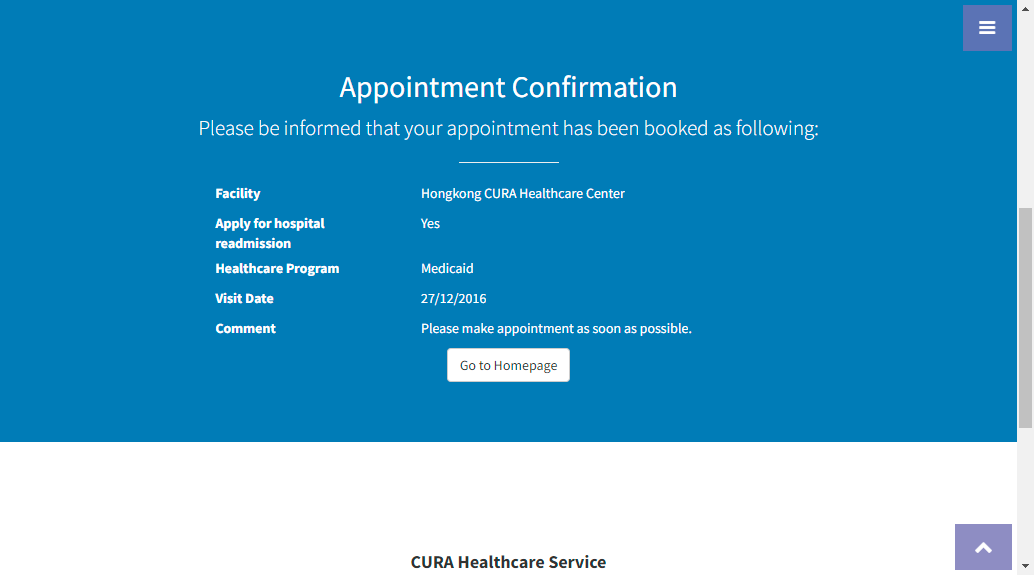 Appointment Confirmation
Please be informed that your appointment has been booked as following:
Facility Hongkong CURA Healthcare Center
Apply for hospital readmission Yes
Healthcare Program Medicaid
Visit Date 27/12/2016
Comment Please make appointment as soon as possible.
Go to Homepage
CURA Healthcare Service